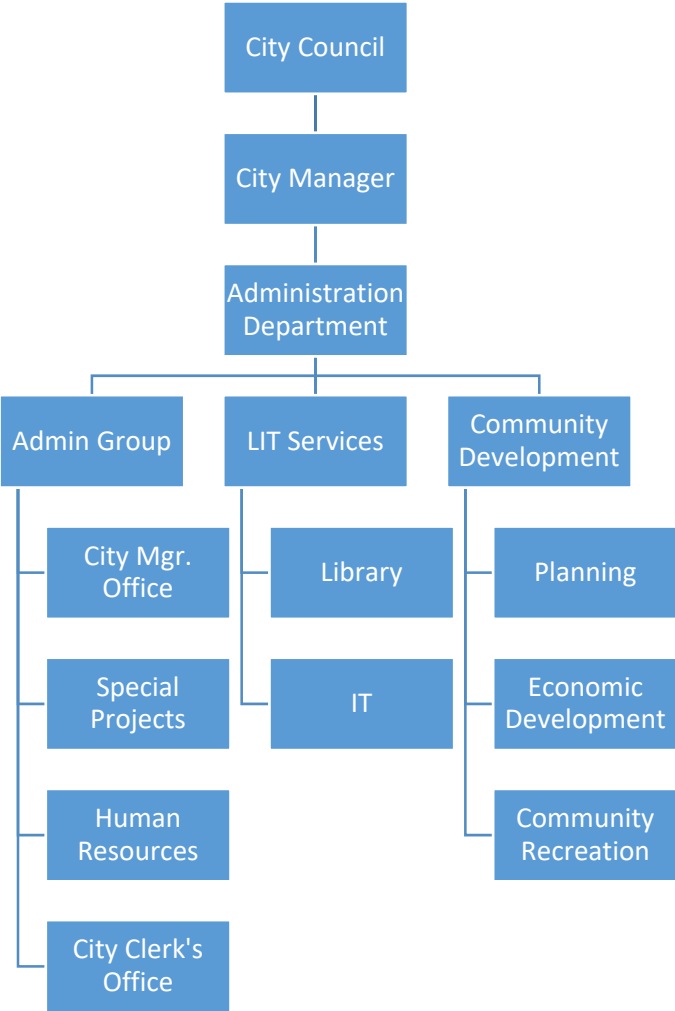 City Council
City Manager
Administration
Department
Admin Group
LIT Services
Community
Development
City Mgr.
Office
Library
Planning
Special
Projects
IT
Economic
Development
Human
Resources
Community
Recreation
City Clerk's
Office